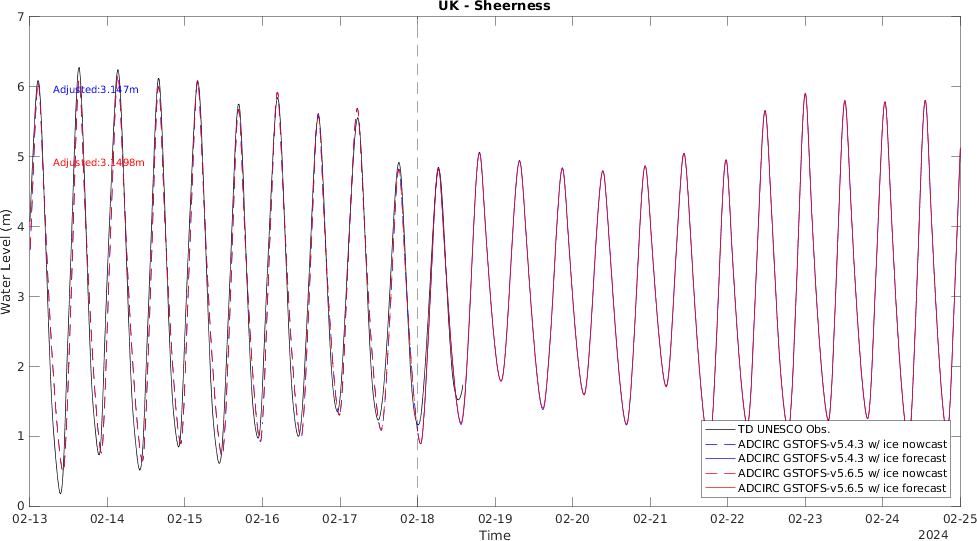 UK - Sheerness
7
6
5
4
3
2
1
0
Water Level (m)
Adjusted:3.147m
Adjusted:3.1498m
TD UNESCO Obs.
ADCIRC GSTOFS-v5.4.3 w/ ice nowcast
ADCIRC GSTOFS-v5.4.3 w/ ice forecast
ADCIRC GSTOFS-v5.6.5 w/ ice nowcast
ADCIRC GSTOFS-v5.6.5 w/ ice forecast
02-13 02-14 02-15 02-16 02-17 02-18 02-19 02-20 02-21 02-22 02-23 02-24 02-25
Time
2024